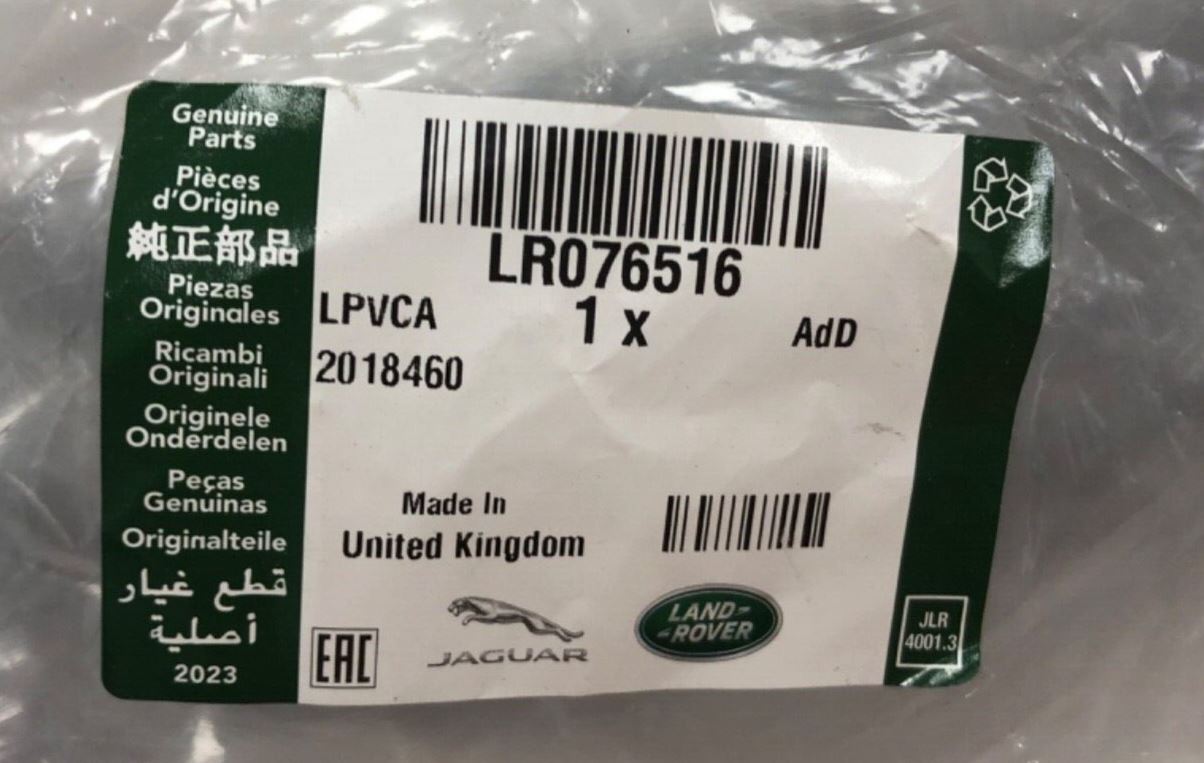 Genuine
Parts
Pièces
d'Origine
純正部品
Piezas
Originales
Ricambi
Originali
Originele
Onderdelen
Peças
Genuinas
Originalteile
قطع غيار
أصلية
2023
LR076516
LPVCA
1 x
AdD
2018460
Made In
United Kingdom
EAC
JAGUAR
LAND-
-ROVER
JLR
4001.3